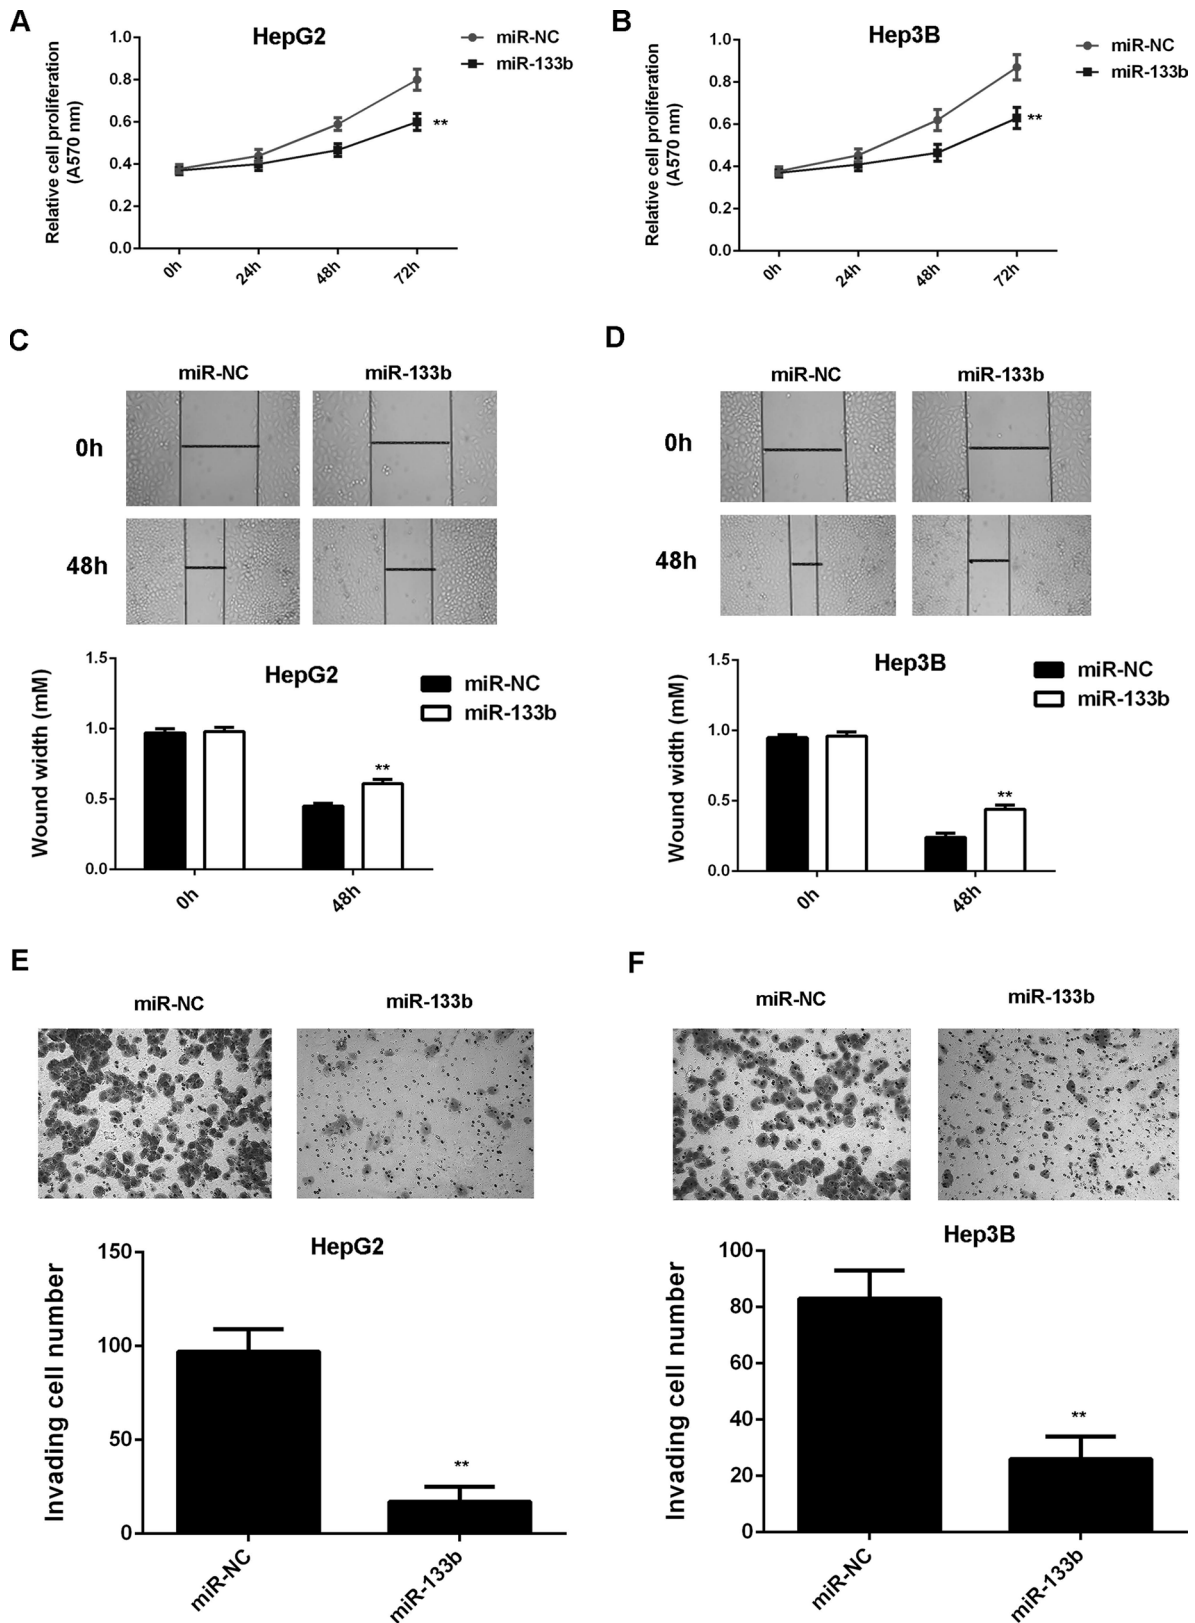 A
HepG2
miR-NC
miR-133b
Relative cell proliferation
(A570 nm)
1.0
0.8
0.6
0.4
0.2
0.0
**
0h
24h
48h
72h
B
Hep3B
miR-NC
miR-133b
Relative cell proliferation
(A570 nm)
1.0
0.8
0.6
0.4
0.2
0.0
**
0h
24h
48h
72h
C
miR-NC
miR-133b
0h
48h
HepG2
miR-NC
miR-133b
Wound width (mM)
1.5
1.0
0.5
0.0
**
0h
48h
D
miR-NC
miR-133b
0h
48h
Hep3B
miR-NC
miR-133b
Wound width (mM)
1.5
1.0
0.5
0.0
**
0h
48h
E
miR-NC
miR-133b
HepG2
Invading cell number
150
100
50
0
**
miR-NC
miR-133b
F
miR-NC
miR-133b
Hep3B
Invading cell number
100
80
60
40
20
0
**
miR-NC
miR-133b